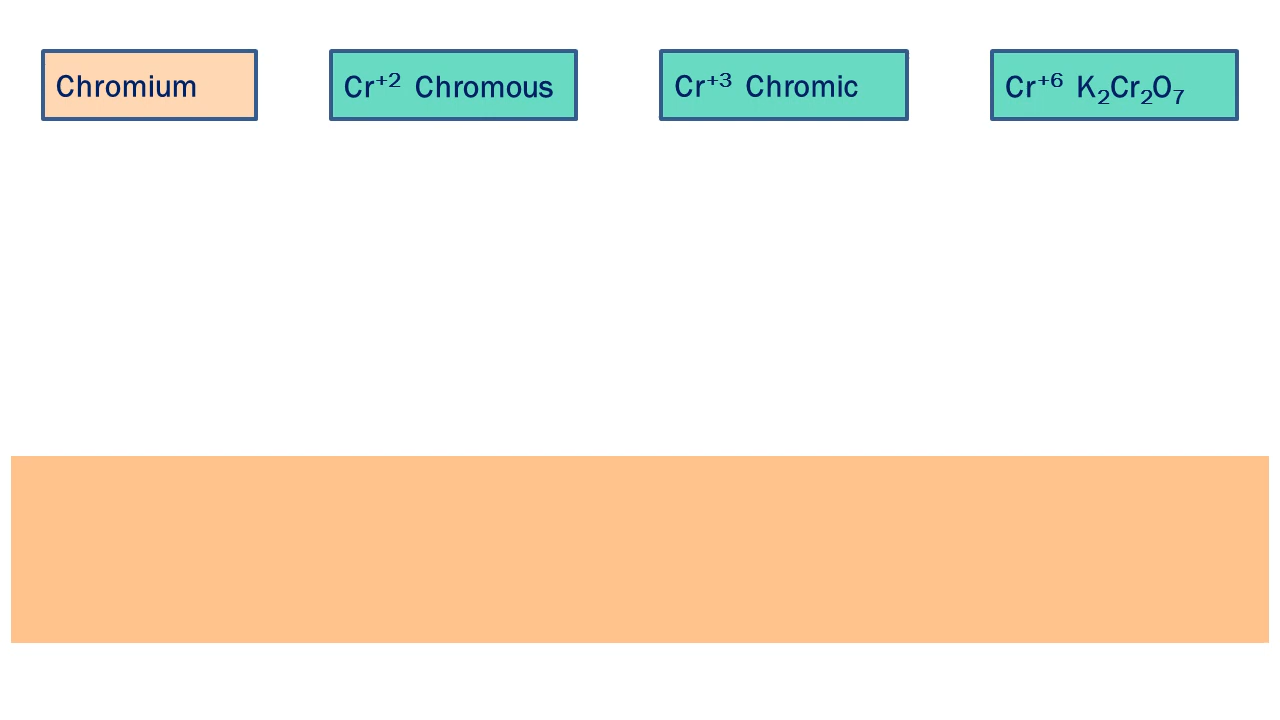 Chromium
Cr⁺² Chromous
Cr⁺³ Chromic
Cr⁺⁶ K₂Cr₂O₇